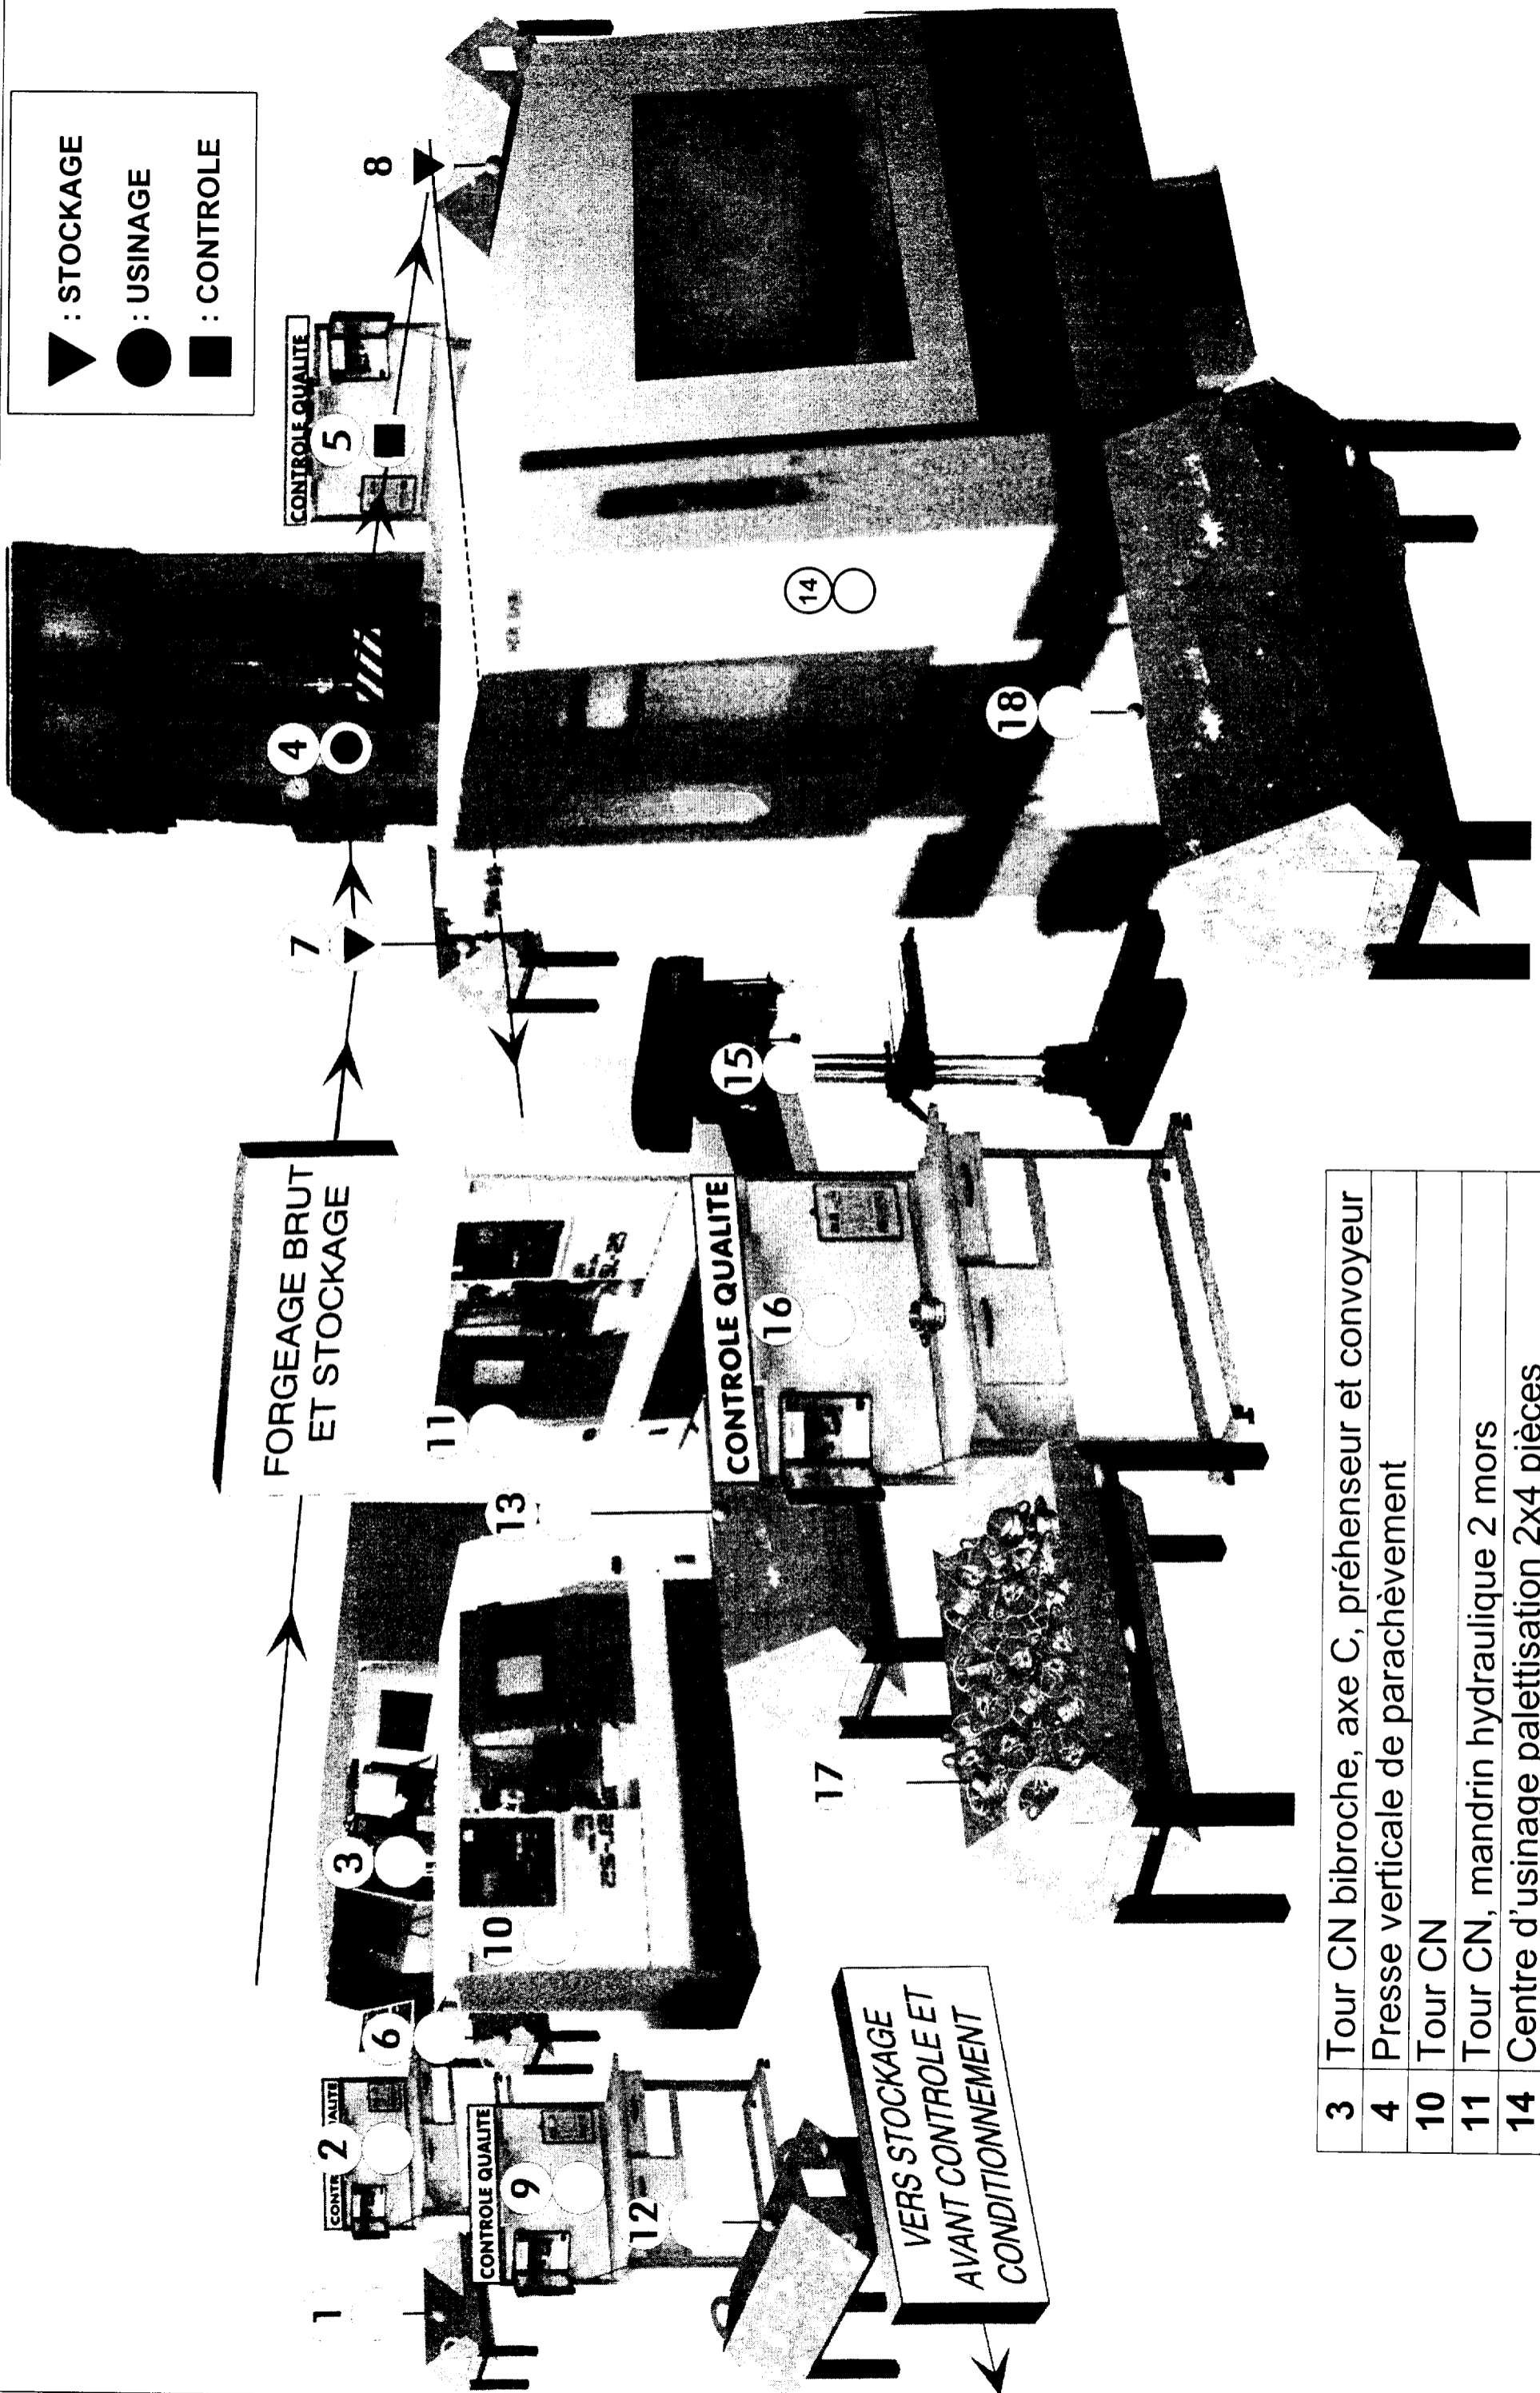 ▼ : STOCKAGE
● : USINAGE
■ : CONTROLE
FORGEAGE BRUT
ET STOCKAGE
CONTROLE QUALITE
5
8
4
7
14
18
15
11
13
3
10
6
CONTROLE QUALITE
16
17
2
CONTR
ALITE
CONTROLE QUALITE
9
12
1
VERS STOCKAGE
AVANT CONTROLE ET
CONDITIONNEMENT
3 Tour CN bibroche, axe C, préhenseur et convoyeur
4 Presse verticale de parachèvement
10 Tour CN
11 Tour CN, mandrin hydraulique 2 mors
14 Centre d'usinage palettisation 2x4 pièces